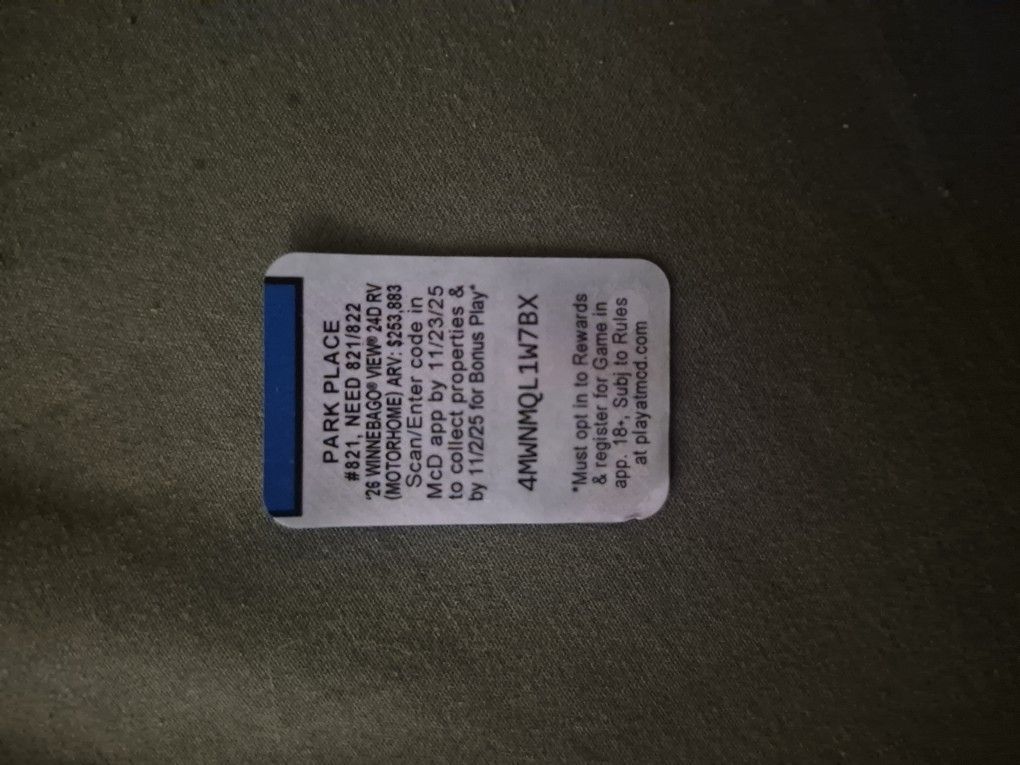 PARK PLACE
#821, NEED 821/822
'26 WINNEBAGO® VIEW® 24D RV
(MOTORHOME) ARV: $253,883
Scan/Enter code in
McD app by 11/23/25
to collect properties &
by 11/2/25 for Bonus Play*
4MWNMQL1W7BX
*Must opt in to Rewards
& register for Game in
app. 18+, Subj to Rules
at playatmcd.com